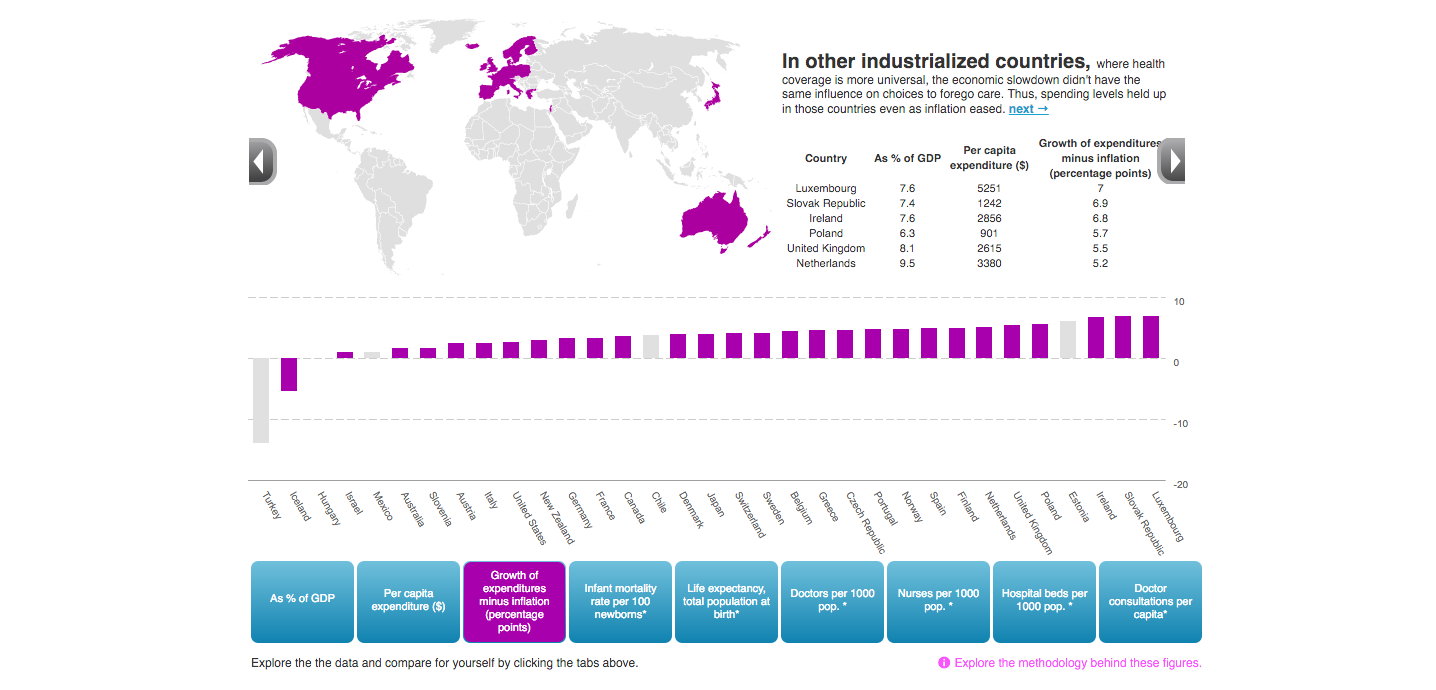 In other industrialized countries, where health
coverage is more universal, the economic slowdown didn't have the
same influence on choices to forego care. Thus, spending levels held up
in those countries even as inflation eased. next →
Country As % of GDP Per capita expenditure ($) Growth of expenditures minus inflation (percentage points)
Luxembourg 7.6 5251 7
Slovak Republic 7.4 1242 6.9
Ireland 7.6 2856 6.8
Poland 6.3 901 5.7
United Kingdom 8.1 2615 5.5
Netherlands 9.5 3380 5.2
10
0
-10
-20
Turkey
Iceland
Hungary
Israel
Mexico
Australia
Slovenia
Austria
Italy
United States
New Zealand
Germany
France
Canada
Chile
Denmark
Japan
Switzerland
Sweden
Belgium
Greece
Czech Republic
Portugal
Norway
Spain
Finland
Netherlands
United Kingdom
Poland
Estonia
Ireland
Slovak Republic
Luxembourg
As % of GDP
Per capita
expenditure ($)
Growth of
expenditures
minus inflation
(percentage
points)
Infant mortality
rate per 100
newborns*
Life expectancy,
total population at
birth*
Doctors per 1000
pop. *
Nurses per 1000
pop. *
Hospital beds per
1000 pop. *
Doctor
consultations per
capita*
Explore the the data and compare for yourself by clicking the tabs above.
i Explore the methodology behind these figures.